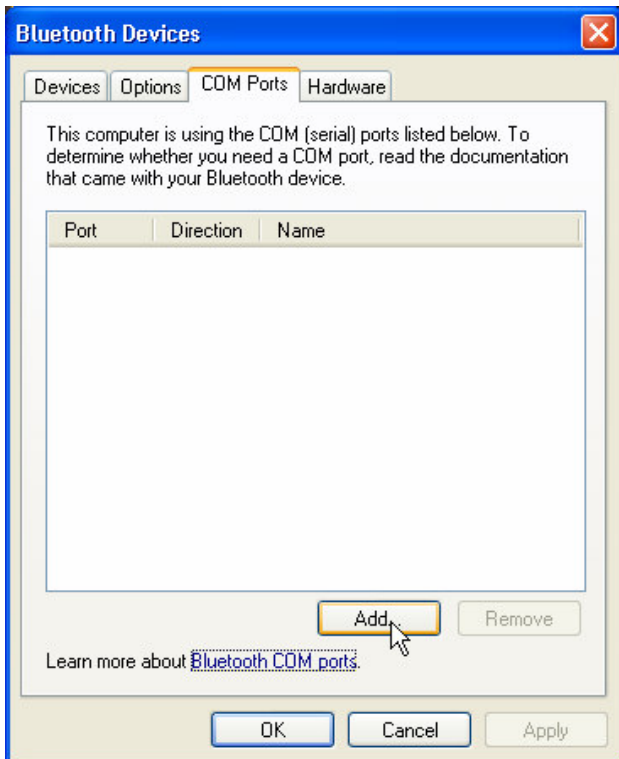 Bluetooth Devices
Devices Options COM Ports Hardware
This computer is using the COM (serial) ports listed below. To
determine whether you need a COM port, read the documentation
that came with your Bluetooth device.
Port Direction Name
Add... Remove
Learn more about Bluetooth COM ports.
OK Cancel Apply